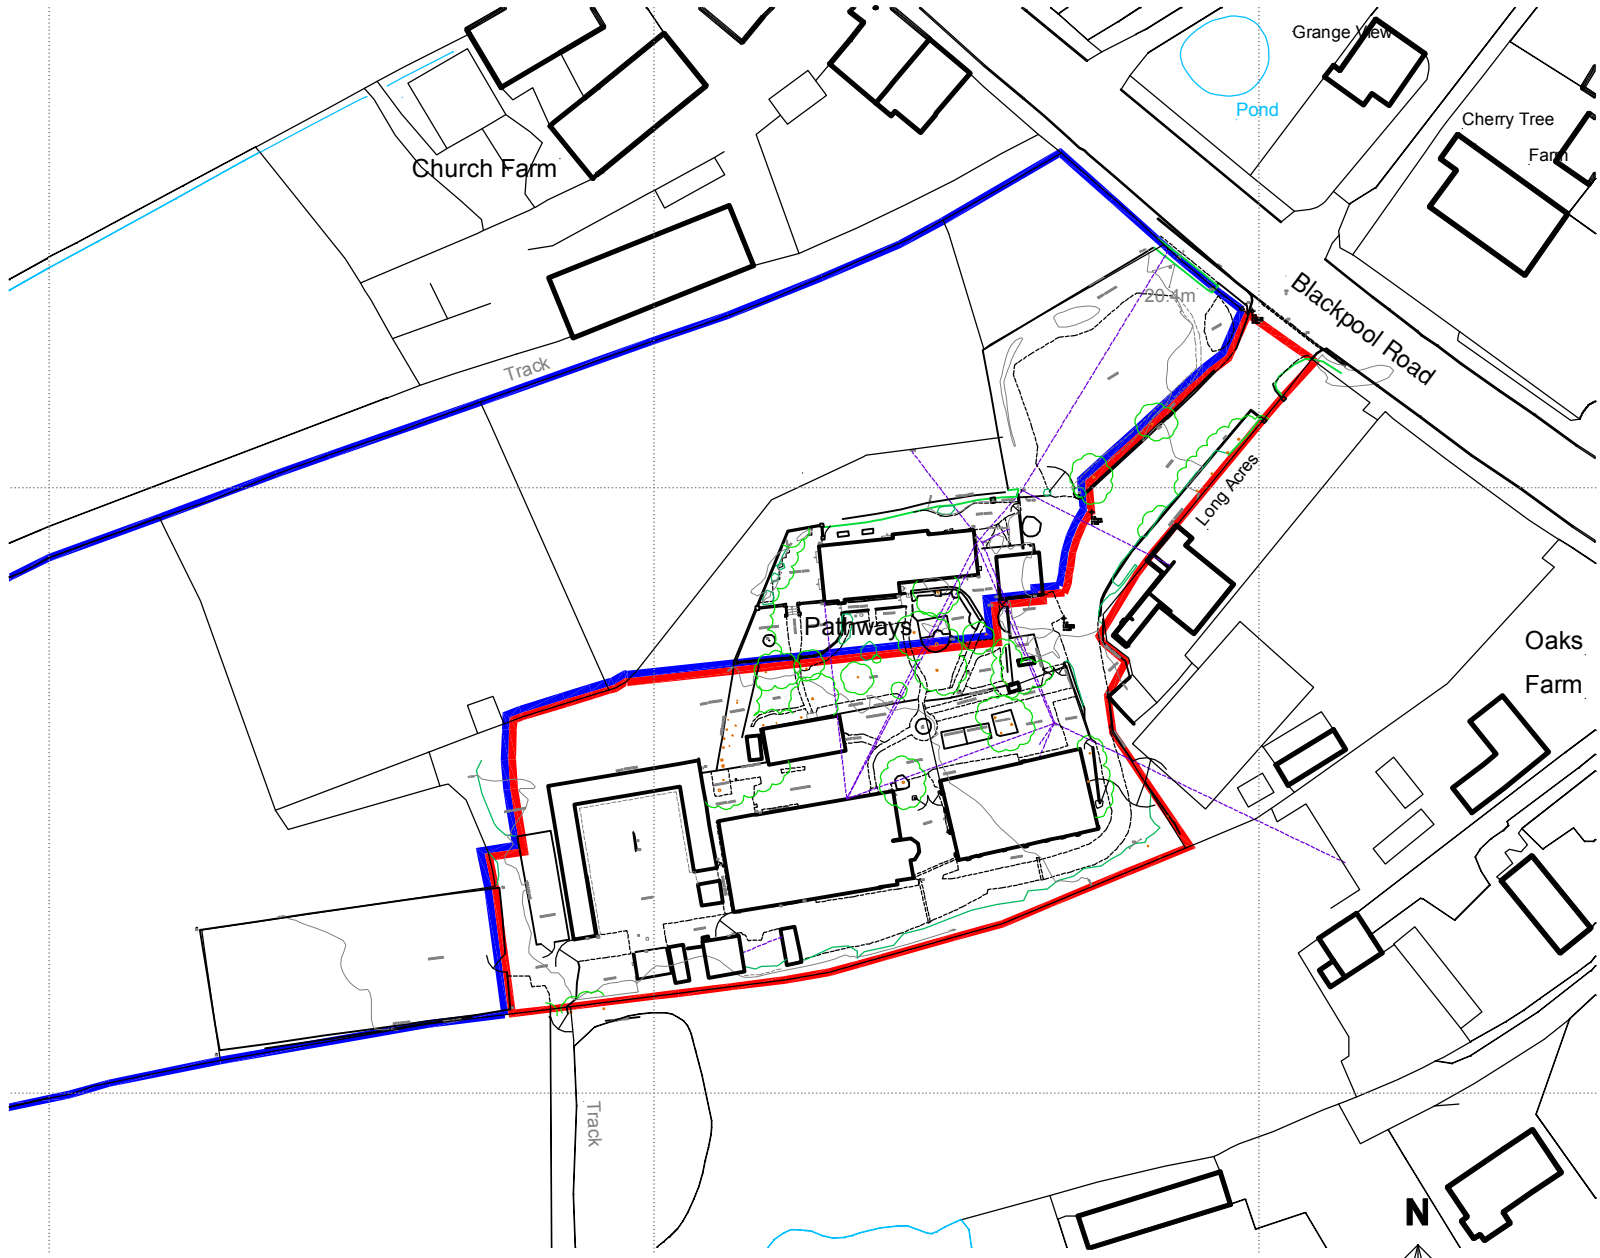 Grange View
Pond
Cherry Tree
Farm
Church Farm
20.4m
Blackpool Road
Track
Long Acres
Pathways
Oaks
Farm
Track
N